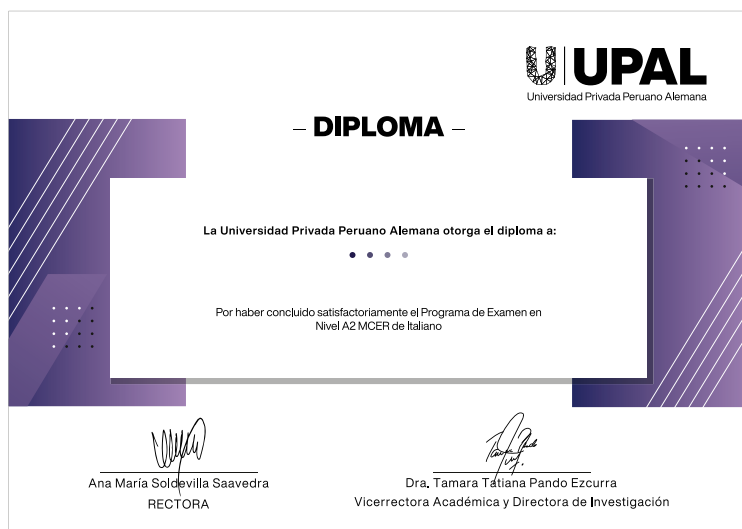 UPAL
Universidad Privada Peruano Alemana
– DIPLOMA –
La Universidad Privada Peruano Alemana otorga el diploma a:
Por haber concluido satisfactoriamente el Programa de Examen en
Nivel A2 MCER de Italiano
Ana María Soldevilla Saavedra
RECTORA
Dra. Tamara Tatiana Pando Ezcurra
Vicerrectora Académica y Directora de Investigación